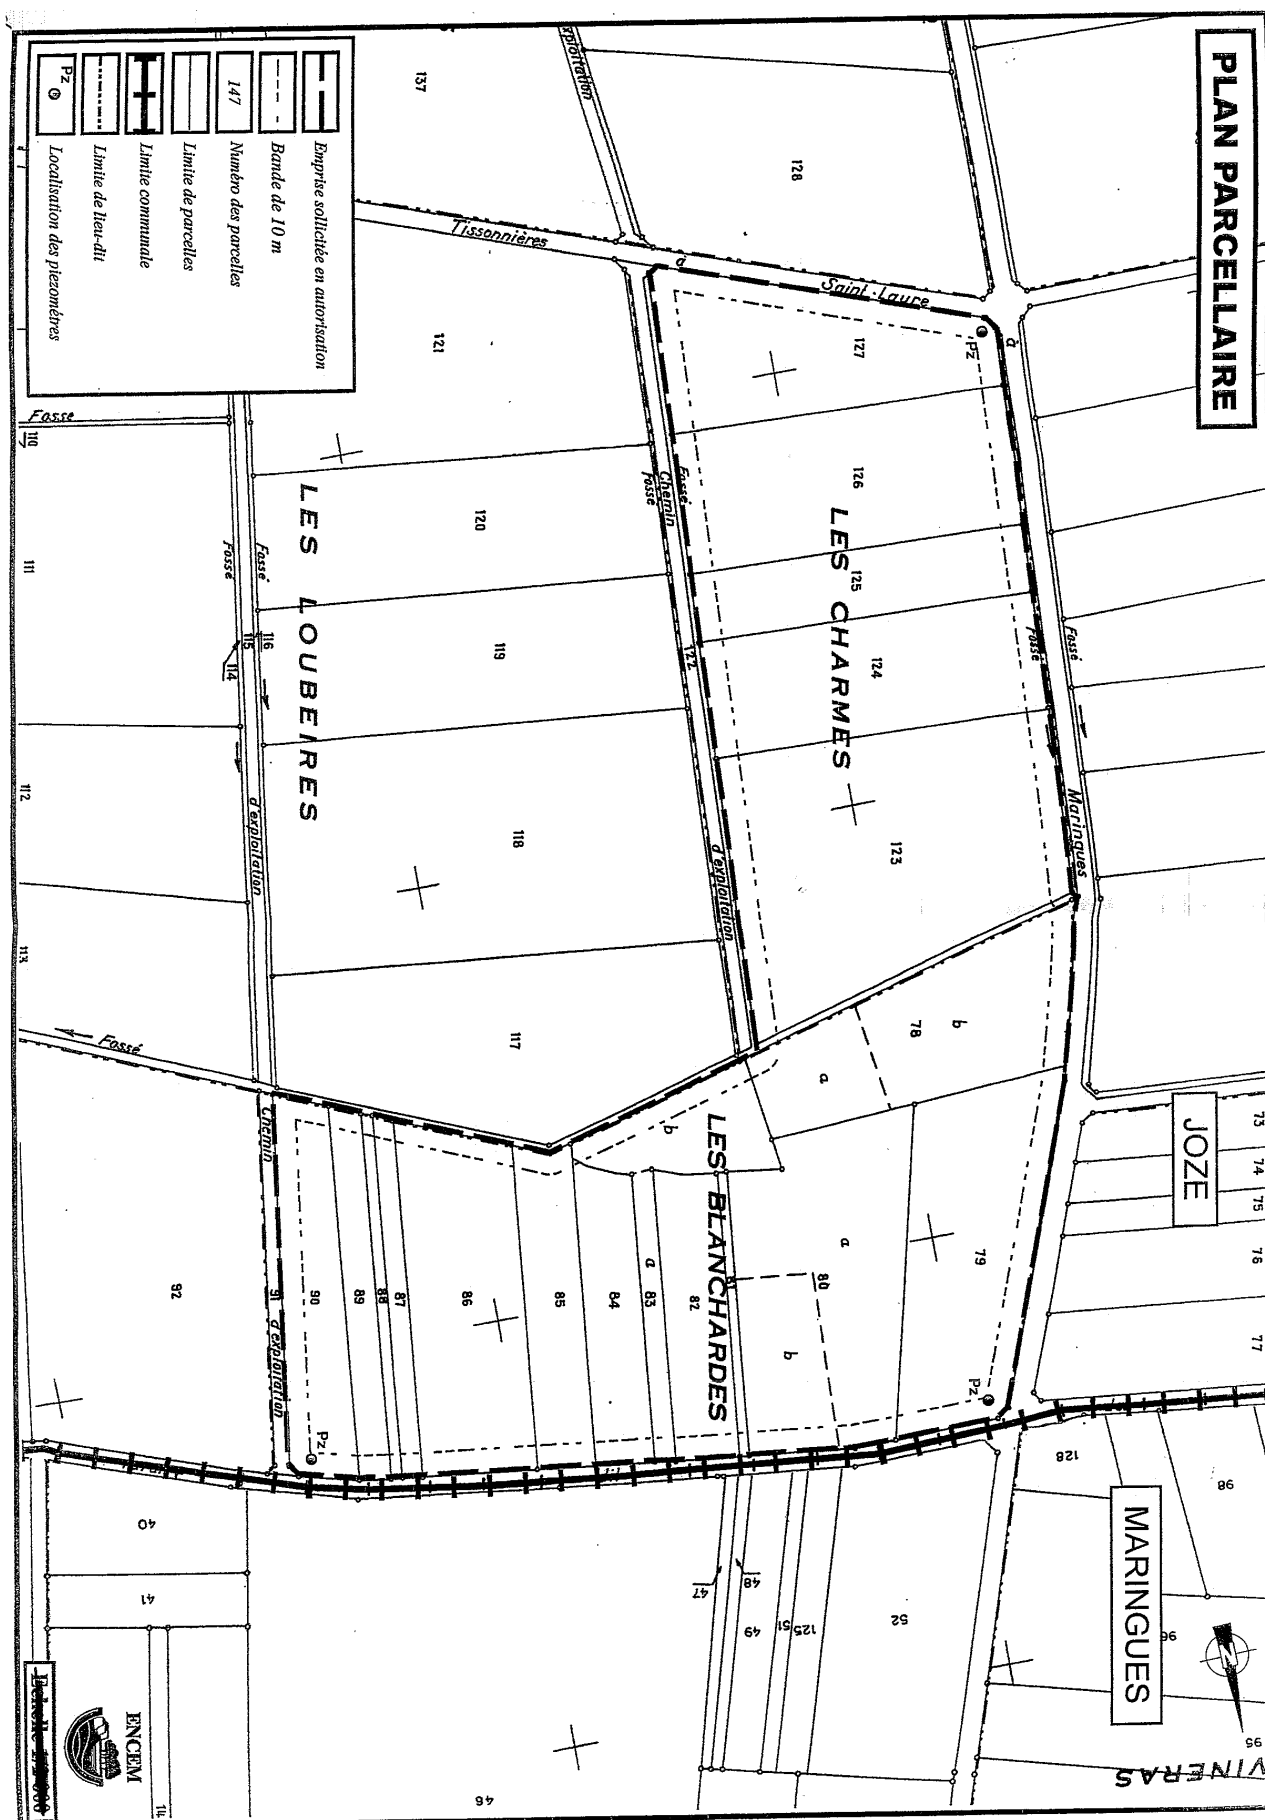 PLAN PARCELLAIRE
Emprise sollicitée en autorisation
Bande de 10 m
147
Numéro des parcelles
Limite de parcelles
Limite communale
Limite de lieu-dit
Pz
Localisation des piezomètres
137
128
Tissonnières
Saint-Laure
a
a
Pz
127
121
Fosse
110
111
126
120
Fossé
Chemin
Fossé
LES CHARMES
LES LOUBEIRES
125
Fossé
Fossé
124
Fossé
Fossé
119
122
116
115
114
Maringues
123
118
112
d'exploitation
d'exploitation
113
117
Fossé
78
b
a
b
JOZE
73
74
75
76
77
LES BLANCHARDES
Chemin
79
a
80
b
82
a
83
84
85
86
87
88
89
90
91
d'exploitation
92
Pz
Pz
128
98
MARINGUES
96
95
VINERAS
40
41
47
48
49
51
125
52
46
14
ENCEM